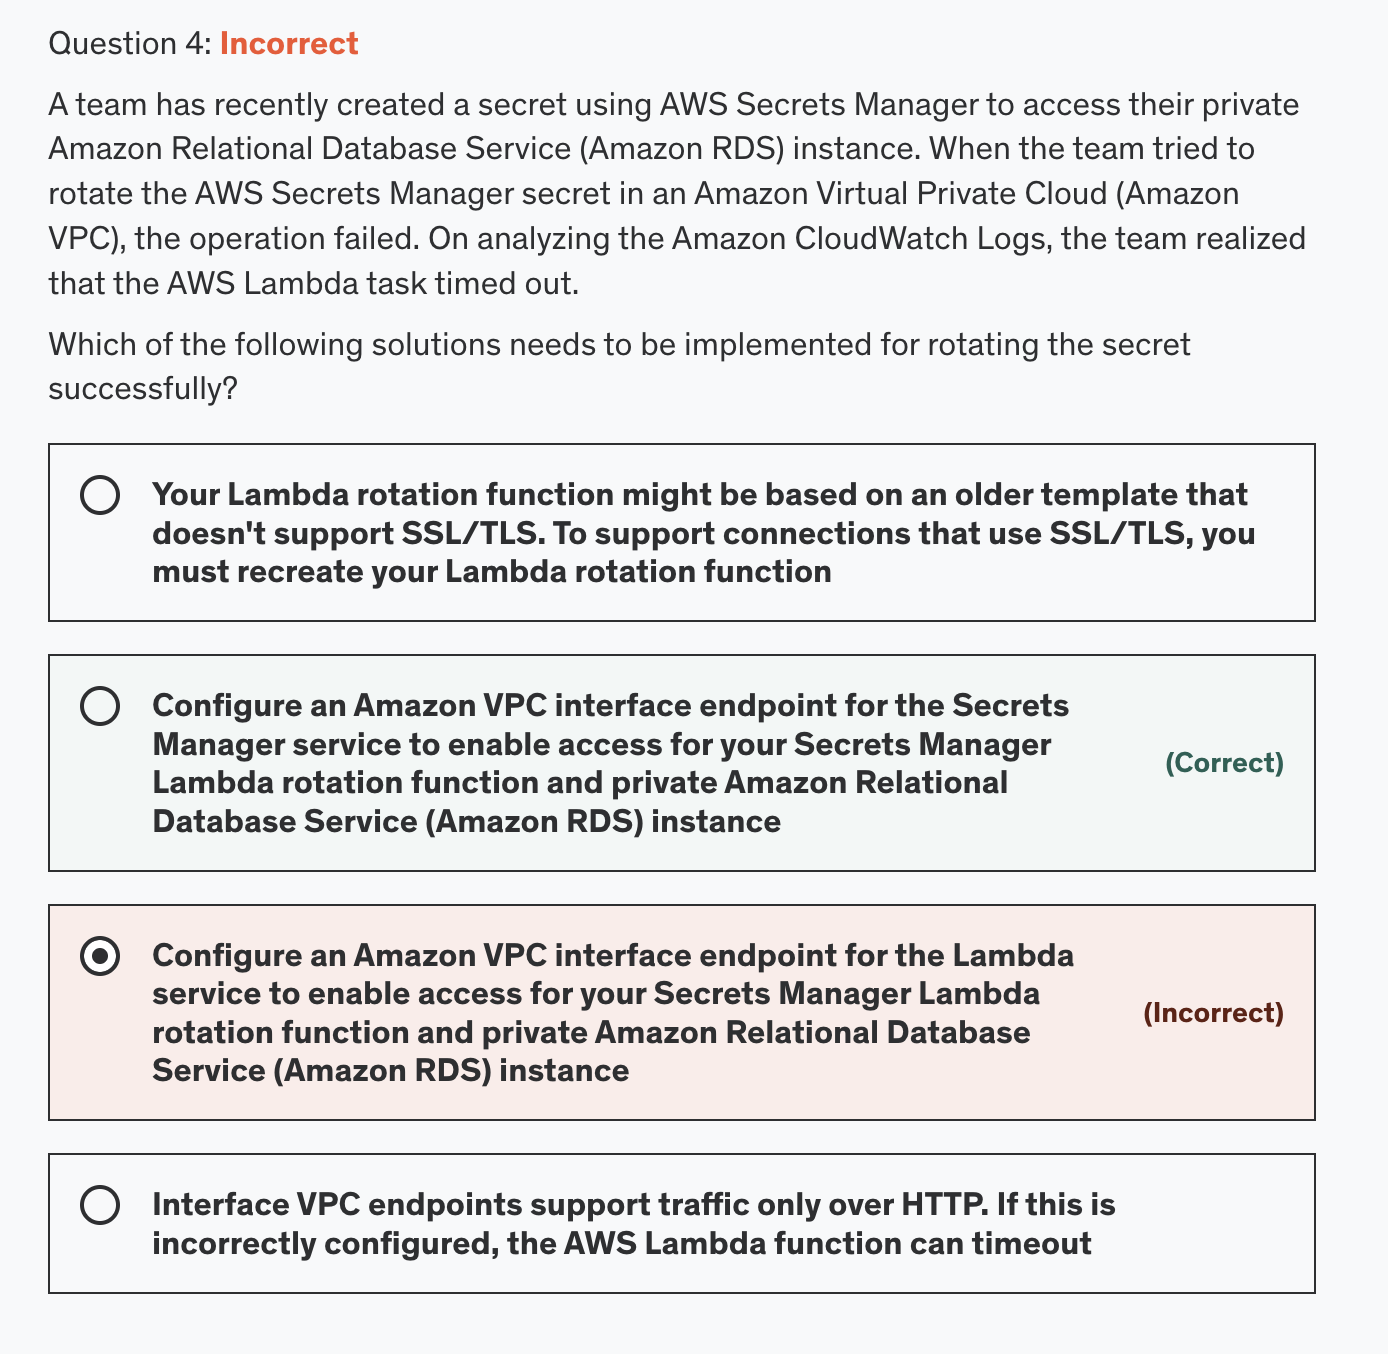 Question 4: Incorrect
A team has recently created a secret using AWS Secrets Manager to access their private
Amazon Relational Database Service (Amazon RDS) instance. When the team tried to
rotate the AWS Secrets Manager secret in an Amazon Virtual Private Cloud (Amazon
VPC), the operation failed. On analyzing the Amazon CloudWatch Logs, the team realized
that the AWS Lambda task timed out.
Which of the following solutions needs to be implemented for rotating the secret
successfully?
Your Lambda rotation function might be based on an older template that
doesn't support SSL/TLS. To support connections that use SSL/TLS, you
must recreate your Lambda rotation function
Configure an Amazon VPC interface endpoint for the Secrets
Manager service to enable access for your Secrets Manager
Lambda rotation function and private Amazon Relational
Database Service (Amazon RDS) instance
(Correct)
Configure an Amazon VPC interface endpoint for the Lambda
service to enable access for your Secrets Manager Lambda
rotation function and private Amazon Relational Database
Service (Amazon RDS) instance
(Incorrect)
Interface VPC endpoints support traffic only over HTTP. If this is
incorrectly configured, the AWS Lambda function can timeout